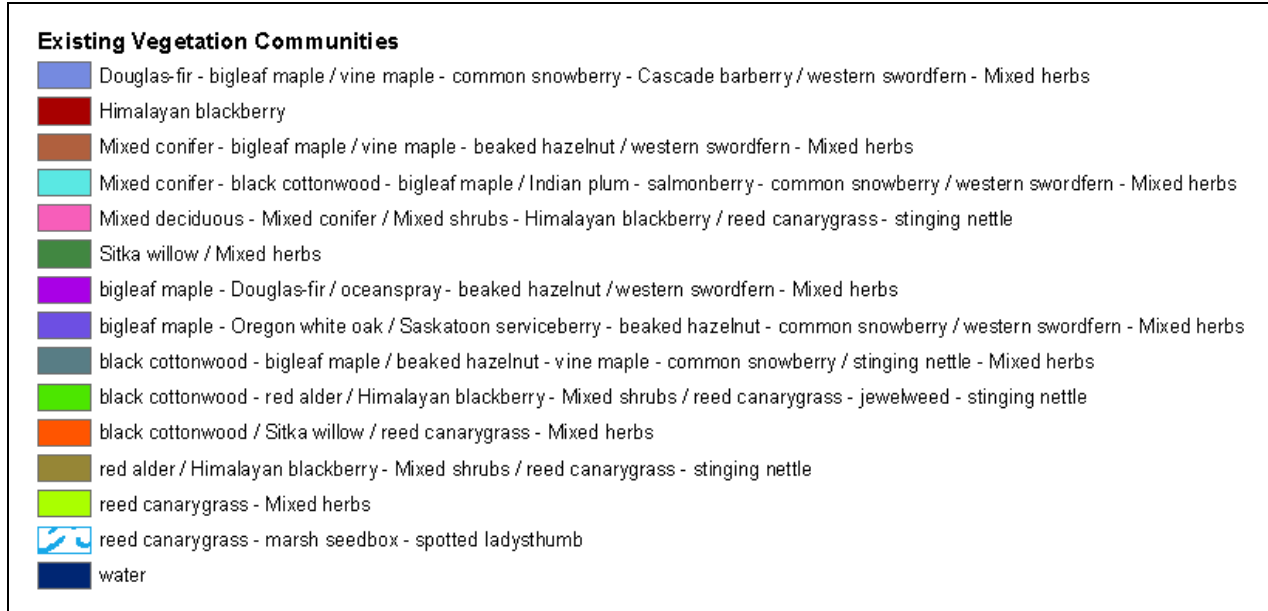 Existing Vegetation Communities
Douglas-fir - bigleaf maple / vine maple - common snowberry - Cascade barberry / western swordfern - Mixed herbs
Himalayan blackberry
Mixed conifer - bigleaf maple / vine maple - beaked hazelnut / western swordfern - Mixed herbs
Mixed conifer - black cottonwood - bigleaf maple / Indian plum - salmonberry - common snowberry / western swordfern - Mixed herbs
Mixed deciduous - Mixed conifer / Mixed shrubs - Himalayan blackberry / reed canarygrass - stinging nettle
Sitka willow / Mixed herbs
bigleaf maple - Douglas-fir / oceanspray - beaked hazelnut / western swordfern - Mixed herbs
bigleaf maple - Oregon white oak / Saskatoon serviceberry - beaked hazelnut - common snowberry / western swordfern - Mixed herbs
black cottonwood - bigleaf maple / beaked hazelnut - vine maple - common snowberry / stinging nettle - Mixed herbs
black cottonwood - red alder / Himalayan blackberry - Mixed shrubs / reed canarygrass - jewelweed - stinging nettle
black cottonwood / Sitka willow / reed canarygrass - Mixed herbs
red alder / Himalayan blackberry - Mixed shrubs / reed canarygrass - stinging nettle
reed canarygrass - Mixed herbs
reed canarygrass - marsh seedbox - spotted ladysthumb
water